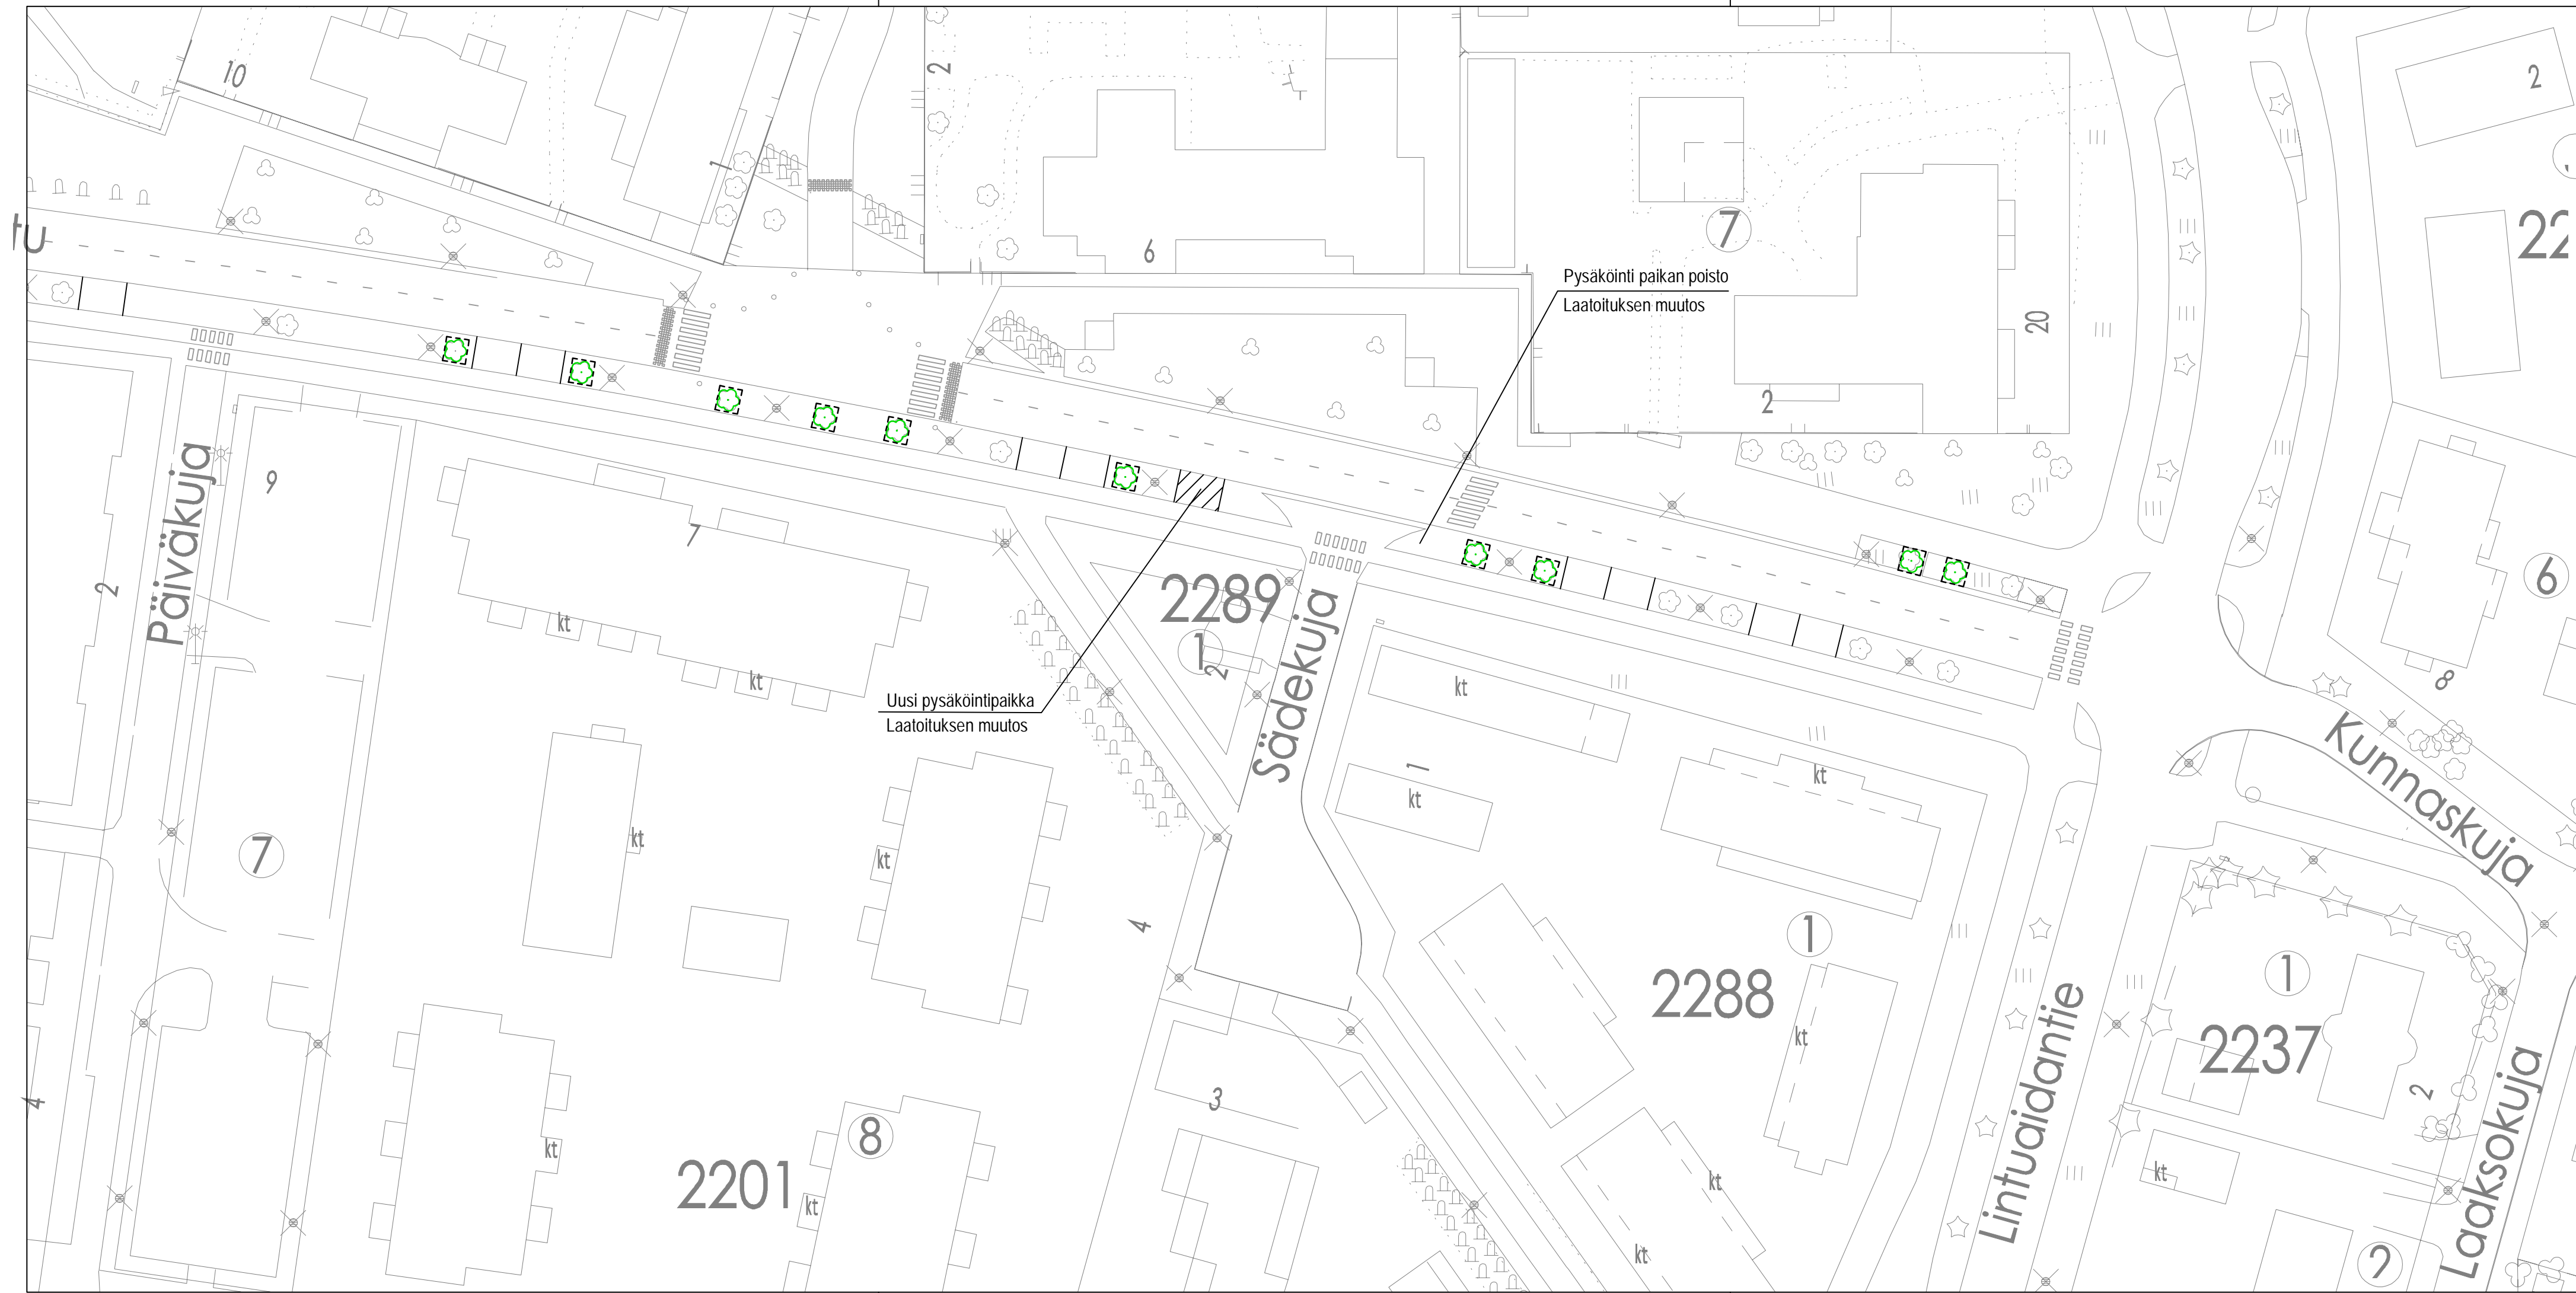 10
2
1
tu
6
7
2
22
Pysäköinti paikan poisto
Laatoituksen muutos
20
2
9
7
2
Päiväkuja
2289
1
2
Sädekuja
kt
kt
kt
6
8
Uusi pysäköintipaikka
Laatoituksen muutos
Kunnaskuja
1
kt
kt
kt
kt
7
4
1
2288
kt
1
2237
2
Lintuaidantie
Laaksokuja
4
3
8
2201
kt
kt
kt
kt
kt
2